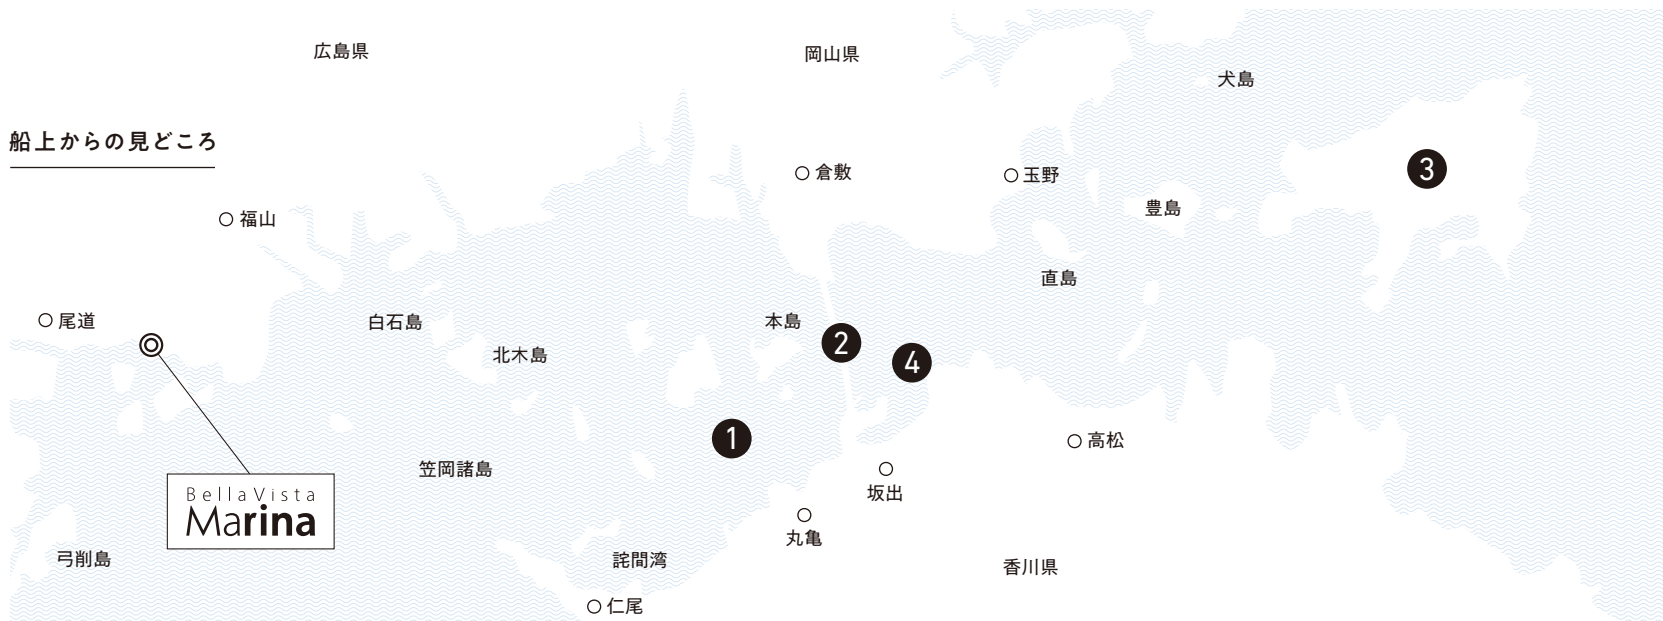 広島県
岡山県
犬島
船上からの見どころ
3
倉敷
玉野
豊島
福山
直島
尾道
白石島
本島
2
北木島
4
1
高松
笠岡諸島
坂出
BellaVista
Marina
丸亀
弓削島
詫間湾
香川県
仁尾